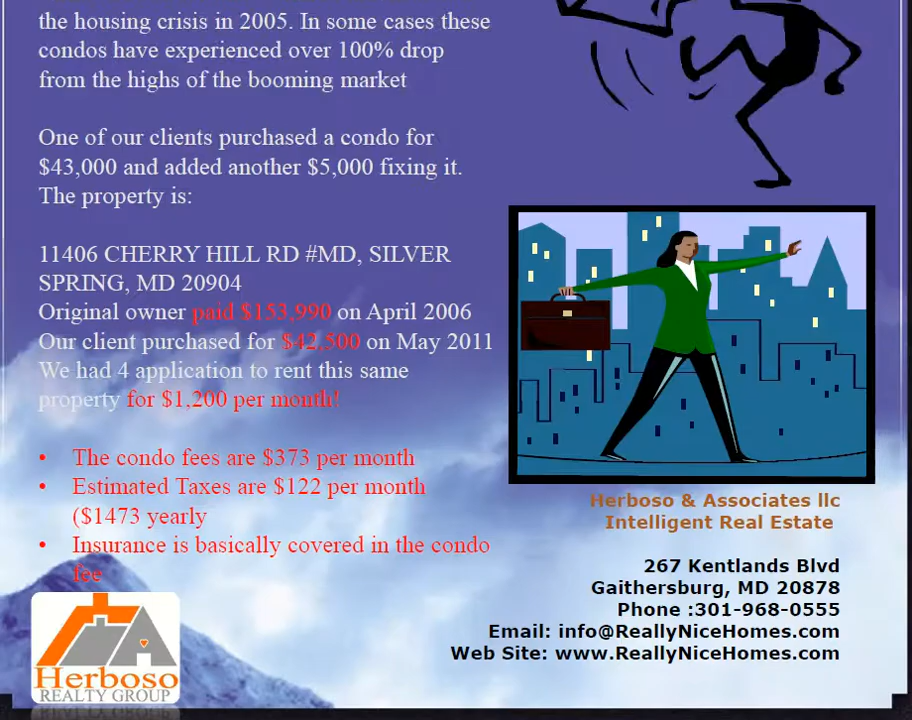 the housing crisis in 2005. In some cases these
condos have experienced over 100% drop
from the highs of the booming market
One of our clients purchased a condo for
$43,000 and added another $5,000 fixing it.
The property is:
11406 CHERRY HILL RD #MD, SILVER
SPRING, MD 20904
Original owner paid $153,990 on April 2006
Our client purchased for $42,500 on May 2011
We had 4 application to rent this same
property for $1,200 per month!
• The condo fees are $373 per month
• Estimated Taxes are $122 per month
($1473 yearly
• Insurance is basically covered in the condo
fee
Herboso
REALTY GROUP
Herboso & Associates llc
Intelligent Real Estate
267 Kentlands Blvd
Gaithersburg, MD 20878
Phone :301-968-0555
Email: info@ReallyNiceHomes.com
Web Site: www.ReallyNiceHomes.com